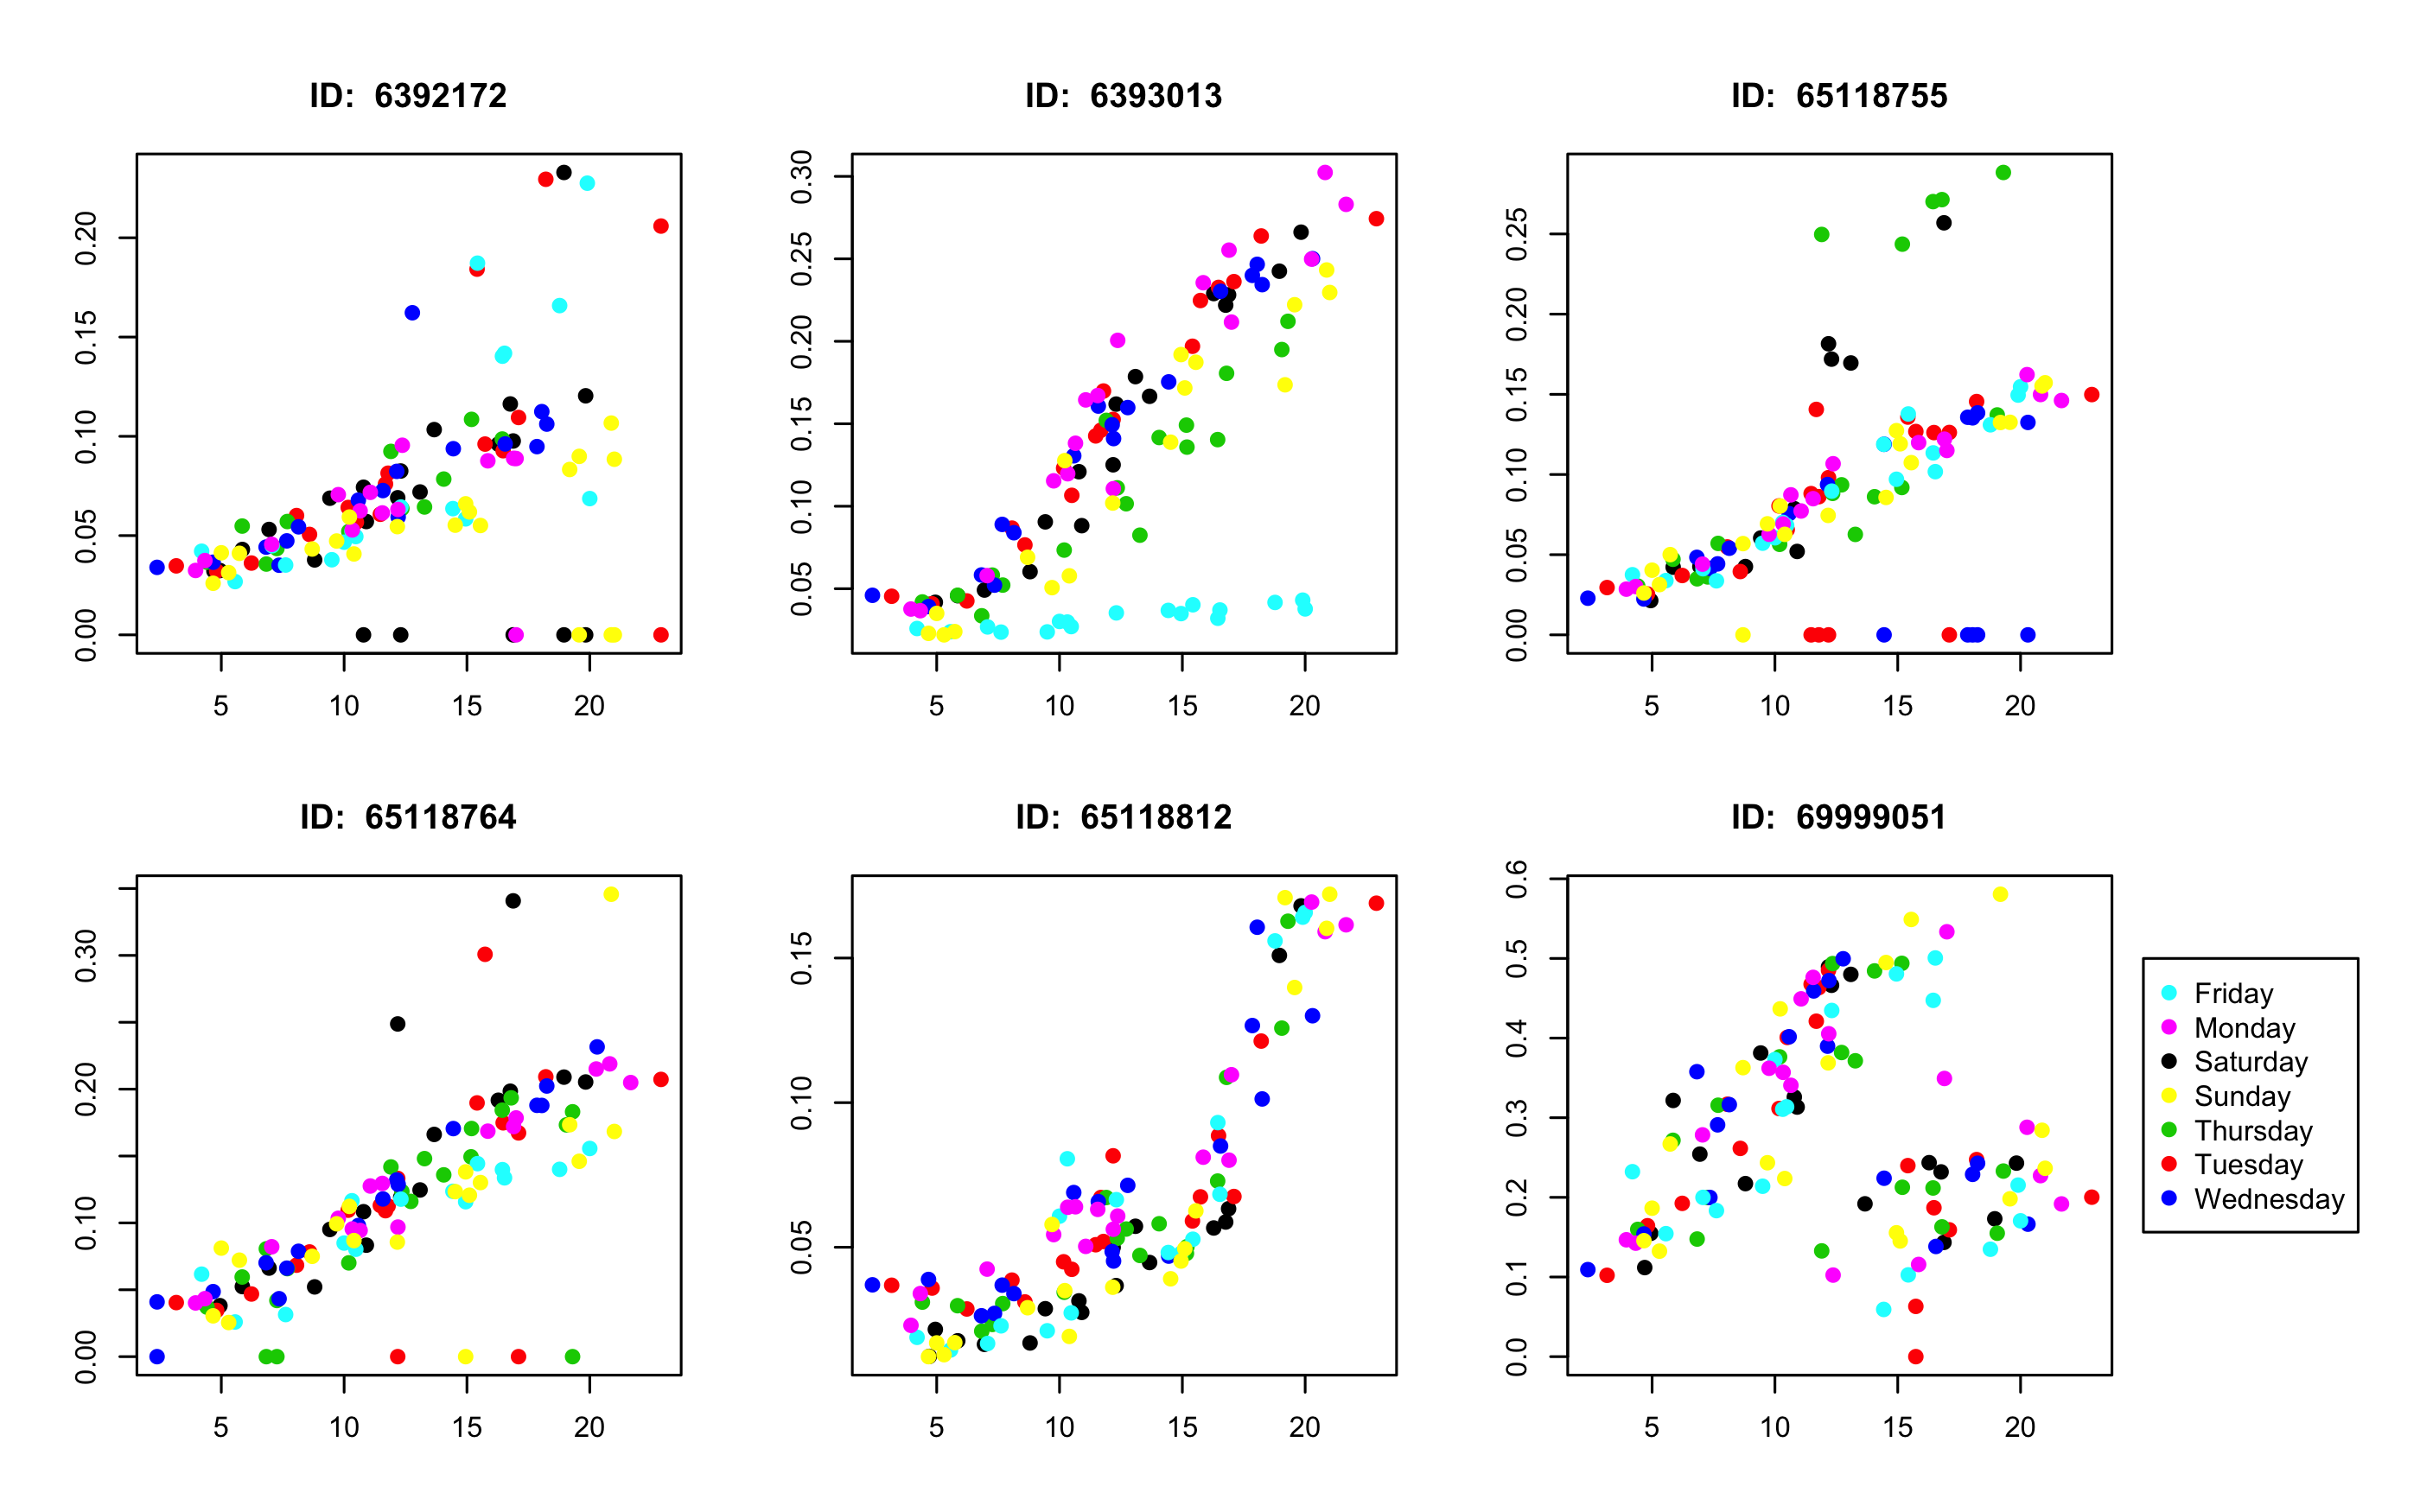 ID: 6392172
0.00 0.05 0.10 0.15 0.20
5 10 15 20
ID: 6393013
0.05 0.10 0.15 0.20 0.25 0.30
5 10 15 20
ID: 65118755
0.00 0.05 0.10 0.15 0.20 0.25
5 10 15 20
ID: 65118764
0.00 0.10 0.20 0.30
5 10 15 20
ID: 65118812
0.05 0.10 0.15
5 10 15 20
ID: 69999051
0.0 0.1 0.2 0.3 0.4 0.5 0.6
5 10 15 20
Friday
Monday
Saturday
Sunday
Thursday
Tuesday
Wednesday